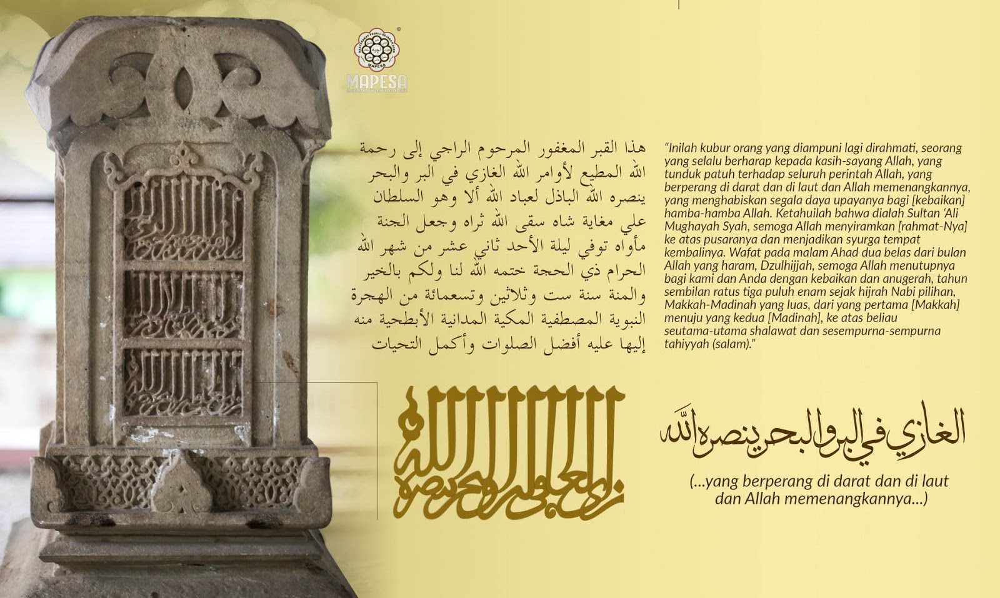 MAPESA
هذا القبر المغفور المرحوم الراجي إلى رحمة
الله المطيع لأوامر الله الغازي في البر والبحر
ينصره الله الباذل لعباد الله ألا وهو السلطان
علي مغاية شاه سقى الله ثراه وجعل الجنة
مأواه توفي ليلة الأحد ثاني عشر من شهر الله
الحرام ذي الحجة ختمه الله لنا ولكم بالخير
والمنة سنة ست وثلاثين وتسعمائة من الهجرة
النبوية المصطفية المكية المدانية الأبطحية منه
إليها عليه أفضل الصلوات وأكمل التحيات
“Inilah kubur orang yang diampuni lagi dirahmati, seorang
yang selalu berharap kepada kasih-sayang Allah, yang
tunduk patuh terhadap seluruh perintah Allah, yang
berperang di darat dan di laut dan Allah memenangkannya,
yang menghabiskan segala daya upayanya bagi [kebaikan]
hamba-hamba Allah. Ketahuilah bahwa dialah Sultan ‘Ali
Mughayah Syah, semoga Allah menyiramkan [rahmat-Nya]
ke atas pusaranya dan menjadikan syurga tempat
kembalinya. Wafat pada malam Ahad dua belas dari bulan
Allah yang haram, Dzulhijjah, semoga Allah menutupnya
bagi kami dan Anda dengan kebaikan dan anugerah, tahun
sembilan ratus tiga puluh enam sejak hijrah Nabi pilihan,
Makkah-Madinah yang luas, dari yang pertama [Makkah]
menuju yang kedua [Madinah], ke atas beliau
seutama-utama shalawat dan sesempurna-sempurna
tahiyyah (salam).”
الغازي في البر والبحر ينصره الله
(...yang berperang di darat dan di laut
dan Allah memenangkannya...)